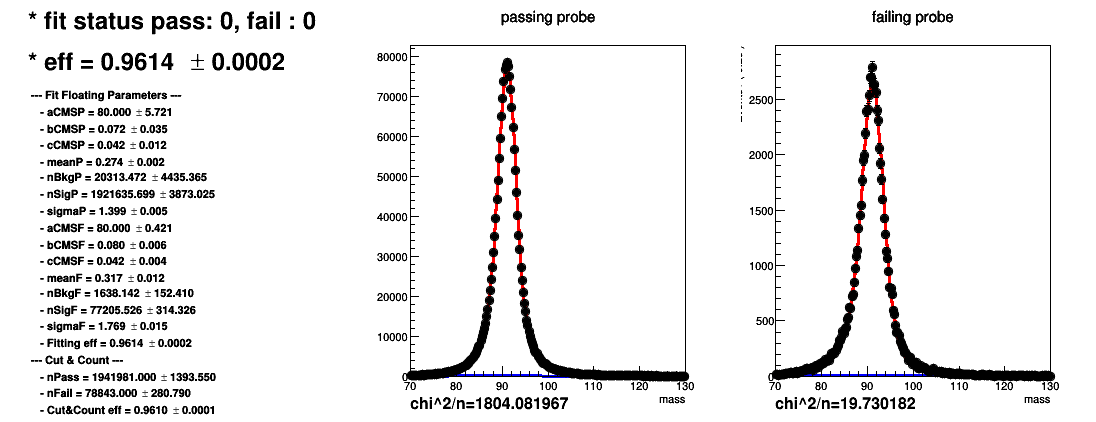 * fit status pass: 0, fail : 0
* eff = 0.9614 ± 0.0002
--- Fit Floating Parameters ---
- aCMSP = 80.000 ± 5.721
- bCMSP = 0.072 ± 0.035
- cCMSP = 0.042 ± 0.012
- meanP = 0.274 ± 0.002
- nBkgP = 20313.472 ± 4435.365
- nSigP = 1921635.699 ± 3873.025
- sigmaP = 1.399 ± 0.005
- aCMSF = 80.000 ± 0.421
- bCMSF = 0.080 ± 0.006
- cCMSF = 0.042 ± 0.004
- meanF = 0.317 ± 0.012
- nBkgF = 1638.142 ± 152.410
- nSigF = 77205.526 ± 314.326
- sigmaF = 1.769 ± 0.015
- Fitting eff = 0.9614 ± 0.0002
--- Cut & Count ---
- nPass = 1941981.000 ± 1393.550
- nFail = 78843.000 ± 280.790
- Cut&Count eff = 0.9610 ± 0.0001
passing probe
80000
70000
60000
50000
40000
30000
20000
10000
0
70 80 90 100 110 120 130
mass
chi^2/n=1804.081967
failing probe
2500
2000
1500
1000
500
0
70 80 90 100 110 120 130
mass
chi^2/n=19.730182